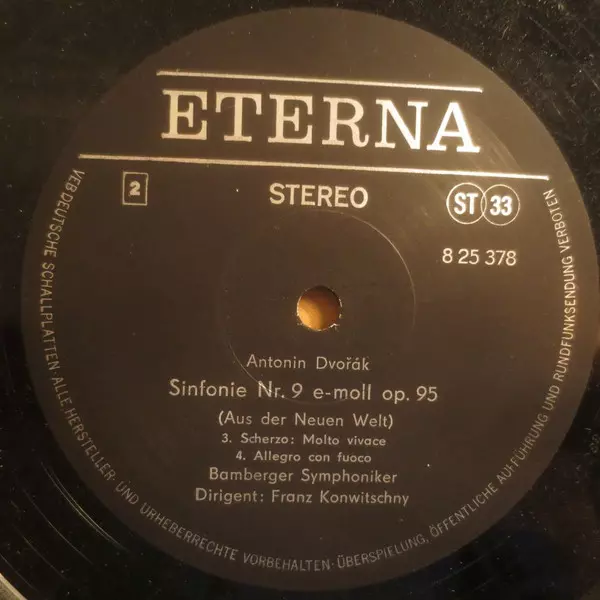 ETERNA
2
STEREO
ST 33
8 25 378
Antonin Dvořák
Sinfonie Nr. 9 e-moll op. 95
(Aus der Neuen Welt)
3. Scherzo: Molto vivace
4. Allegro con fuoco
Bamberger Symphoniker
Dirigent: Franz Konwitschny
VEB DEUTSCHE SCHALLPLATTEN · ALLE HERSTELLER- UND URHEBERRECHTE VORBEHALTEN · ÜBERSPIELUNG, ÖFFENTLICHE AUFFÜHRUNG UND RUNDFUNKSENDUNG VERBOTEN